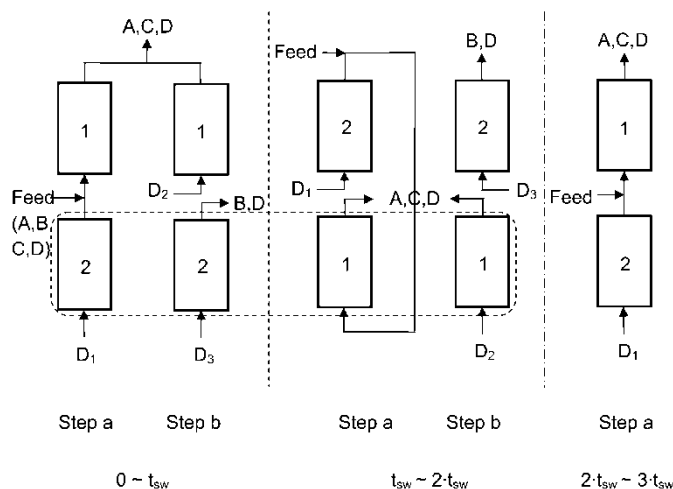 A,C,D
Feed
B,D
A,C,D
1
1
2
2
1
D₂
D₁
D₃
Feed
(A,B
C,D)
B,D
A,C,D
Feed
2
2
1
1
2
D₁
D₃
D₂
D₁
Step a
Step b
Step a
Step b
Step a
0 ~ tsw
tsw ~ 2·tsw
2·tsw ~ 3·tsw